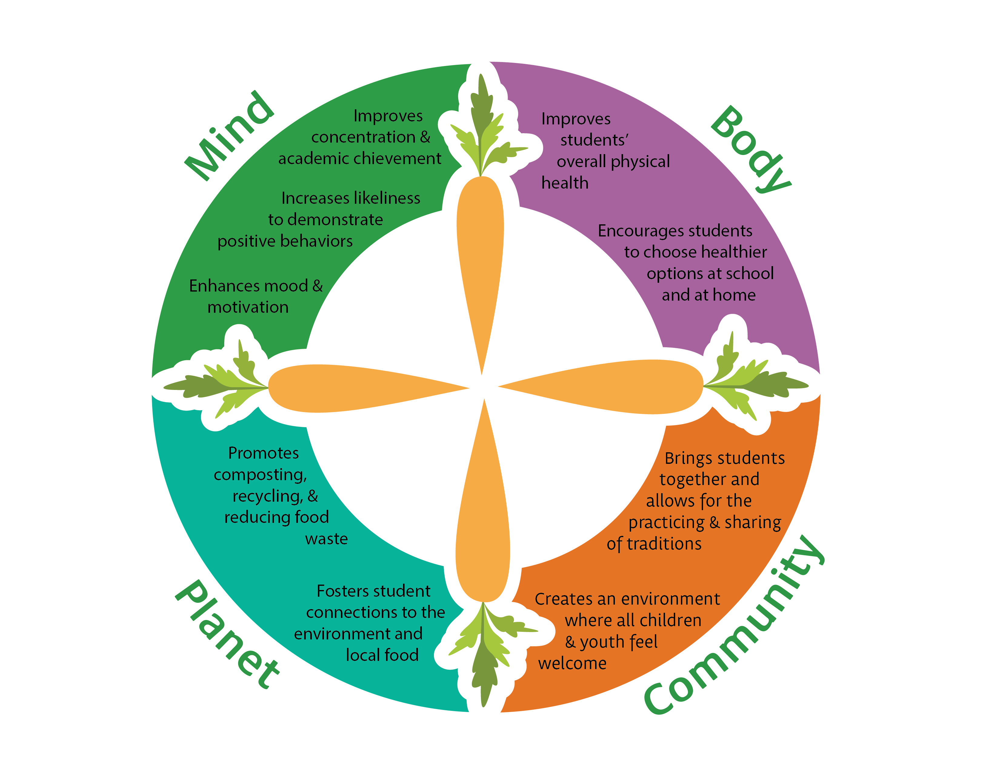 Mind
Improves
concentration &
academic chievement
Increases likeliness
to demonstrate
positive behaviors
Enhances mood &
motivation
Body
Improves
students’
overall physical
health
Encourages students
to choose healthier
options at school
and at home
Planet
Promotes
composting,
recycling, &
reducing food
waste
Fosters student
connections to the
environment and
local food
Community
Brings students
together and
allows for the
practicing & sharing
of traditions
Creates an environment
where all children
& youth feel
welcome